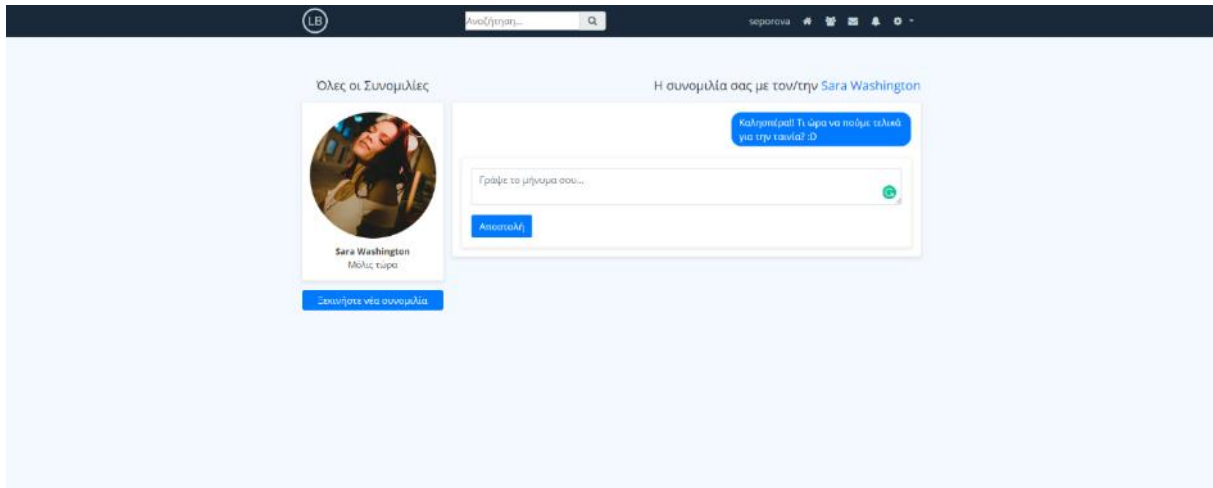 LB
Αναζήτηση...
seporova
Όλες οι Συνομιλίες
Η συνομιλία σας με τον/την Sara Washington
Καλησπέρα!! Τι ώρα να πούμε τελικά
για την ταινία? :D
Γράψε το μήνυμα σου...
Αποστολή
Sara Washington
Μόλις τώρα
Ξεκινήστε νέα συνομιλία